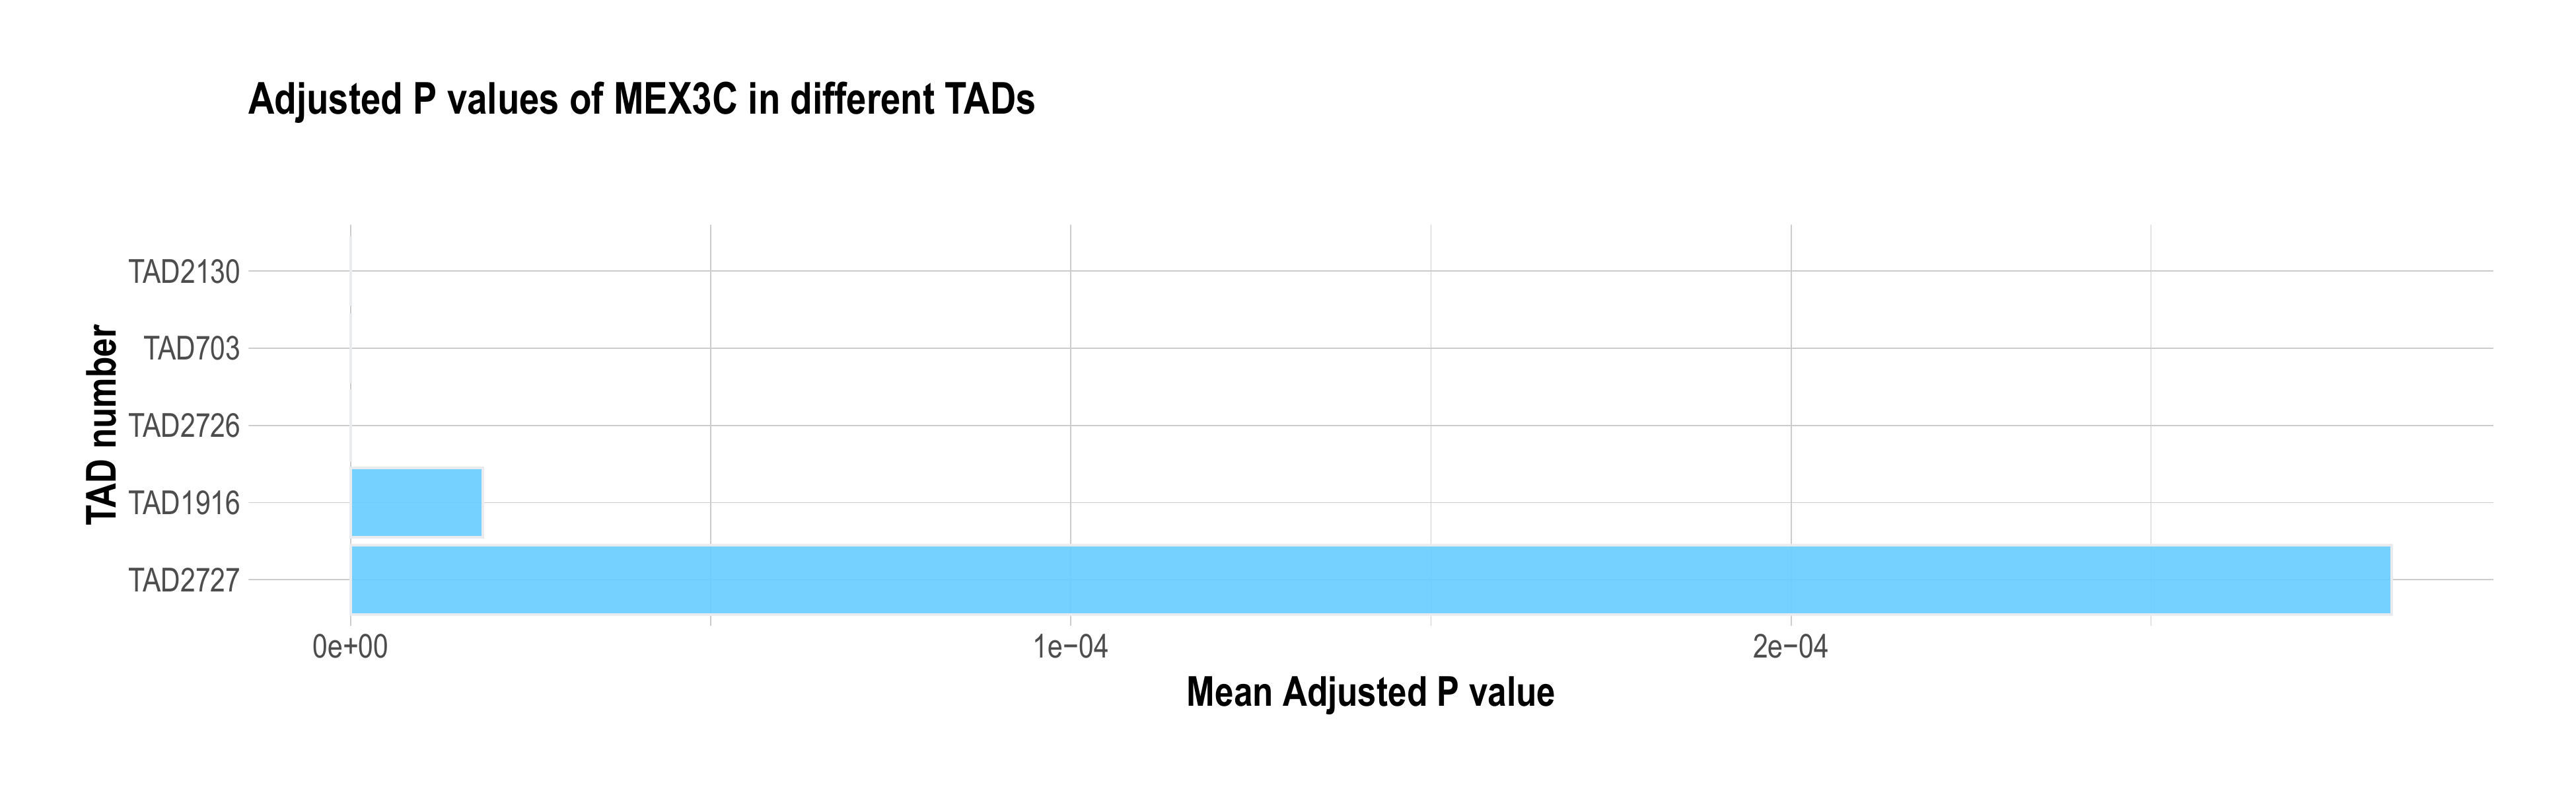 Adjusted P values of MEX3C in different TADs
TAD number
TAD2130
TAD703
TAD2726
TAD1916
TAD2727
0e+00
1e−04
2e−04
Mean Adjusted P value